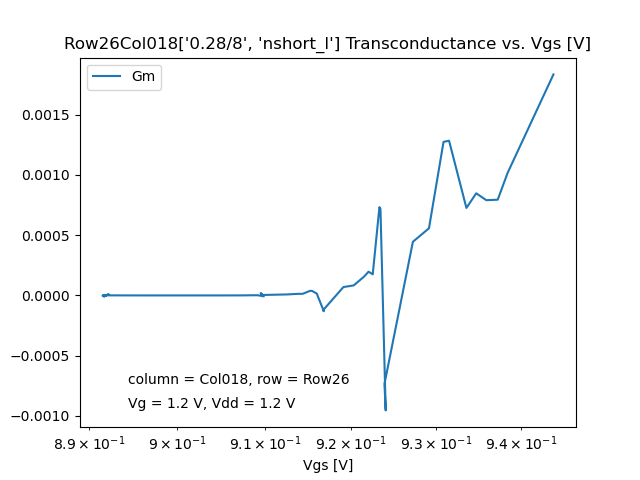 Row26Col018['0.28/8', 'nshort_l'] Transconductance vs. Vgs [V]
Gm
0.0015
0.0010
0.0005
0.0000
−0.0005
−0.0010
column = Col018, row = Row26
Vg = 1.2 V, Vdd = 1.2 V
8.9 × 10⁻¹ 9 × 10⁻¹ 9.1 × 10⁻¹ 9.2 × 10⁻¹ 9.3 × 10⁻¹ 9.4 × 10⁻¹
Vgs [V]